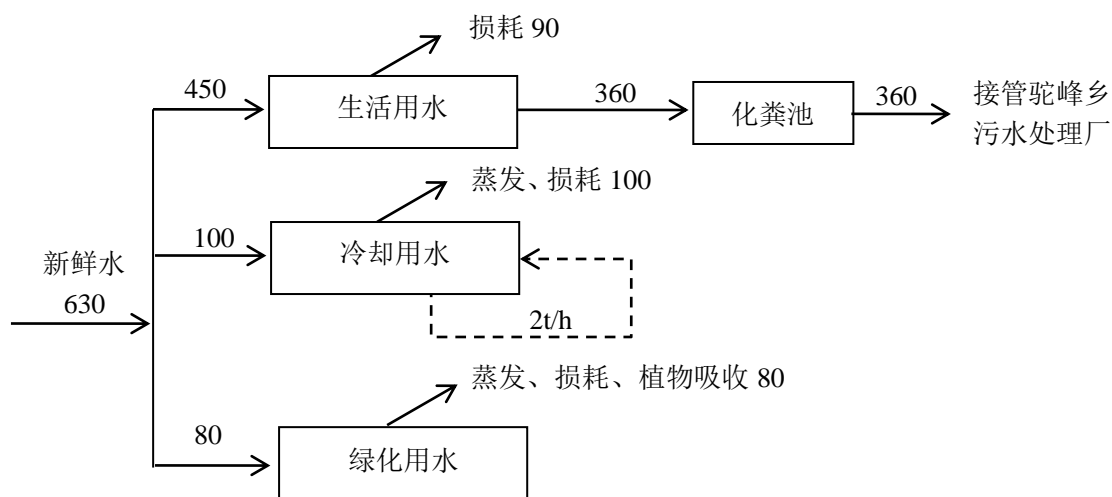 损耗 90
450
生活用水
360
化粪池
360
接管驼峰乡
污水处理厂
蒸发、损耗 100
100
冷却用水
新鲜水
630
2t/h
蒸发、损耗、植物吸收 80
80
绿化用水